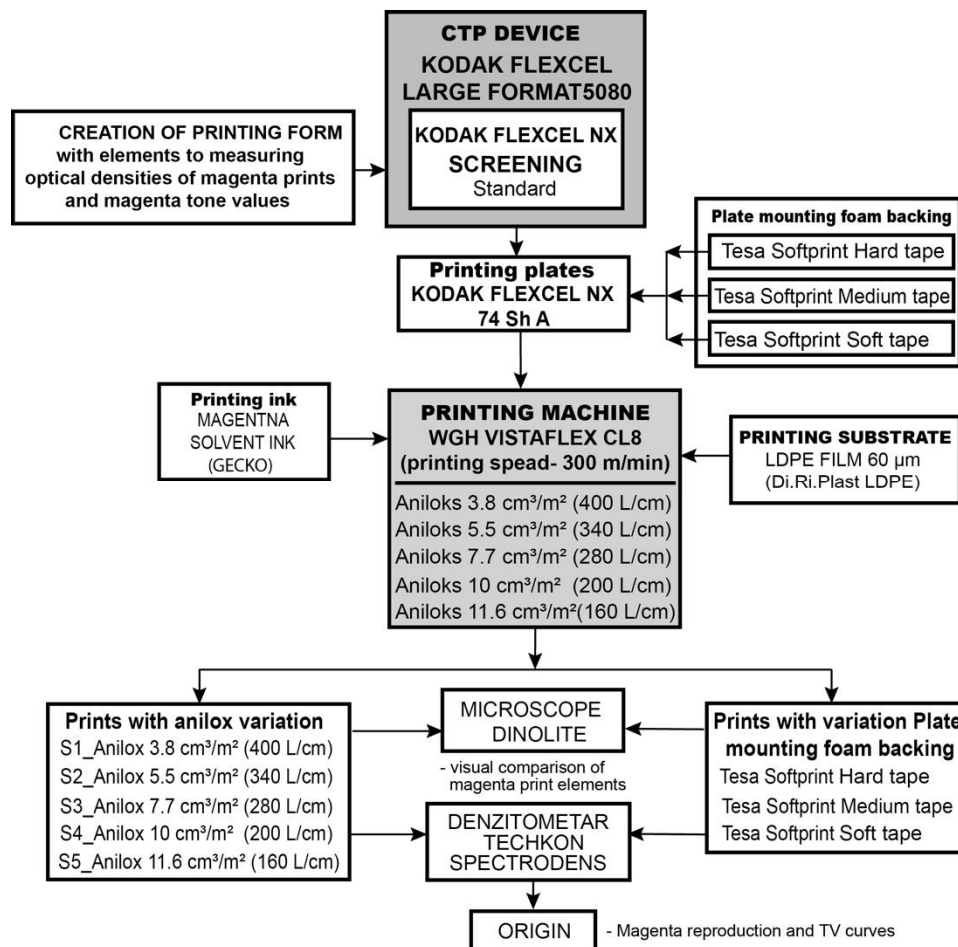 CTP DEVICE
KODAK FLEXCEL
LARGE FORMAT5080
KODAK FLEXCEL NX
SCREENING
Standard
CREATION OF PRINTING FORM
with elements to measuring
optical densities of magenta prints
and magenta tone values
Plate mounting foam backing
Tesa Softprint Hard tape
Tesa Softprint Medium tape
Tesa Softprint Soft tape
Printing plates
KODAK FLEXCEL NX
74 Sh A
Printing ink
MAGENTNA
SOLVENT INK
(GECKO)
PRINTING MACHINE
WGH VISTAFLEX CL8
(printing spead- 300 m/min)
Aniloks 3.8 cm³/m² (400 L/cm)
Aniloks 5.5 cm³/m² (340 L/cm)
Aniloks 7.7 cm³/m² (280 L/cm)
Aniloks 10 cm³/m² (200 L/cm)
Aniloks 11.6 cm³/m²(160 L/cm)
PRINTING SUBSTRATE
LDPE FILM 60 µm
(Di.Ri.Plast LDPE)
Prints with anilox variation
S1_Anilox 3.8 cm³/m² (400 L/cm)
S2_Anilox 5.5 cm³/m² (340 L/cm)
S3_Anilox 7.7 cm³/m² (280 L/cm)
S4_Anilox 10 cm³/m² (200 L/cm)
S5_Anilox 11.6 cm³/m² (160 L/cm)
MICROSCOPE
DINOLITE
- visual comparison of
magenta print elements
DENZITOMETAR
TECHKON
SPECTRODENS
Prints with variation Plate
mounting foam backing
Tesa Softprint Hard tape
Tesa Softprint Medium tape
Tesa Softprint Soft tape
ORIGIN
- Magenta reproduction and TV curves